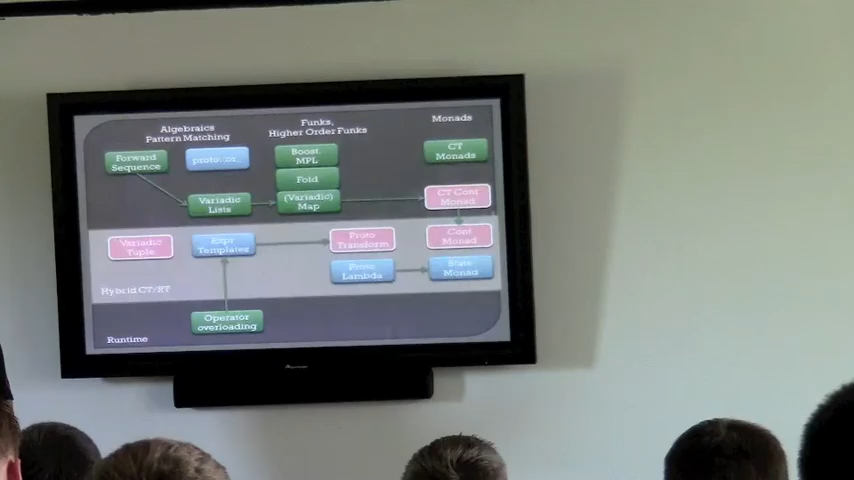 Algebraics
Pattern Matching
Funks,
Higher Order Funks
Monads
Forward
Sequence
Boost
MPL
CT
Monads
Fold
Variadic
Lists
(Variadic)
Map
CT Cont
Monad
Variadic
Tuple
Expr
Templates
Proto
Transform
Cont
Monad
Proto
Lambda
State
Monad
Hybrid CT/RT
Operator
overloading
Runtime
Pioneer